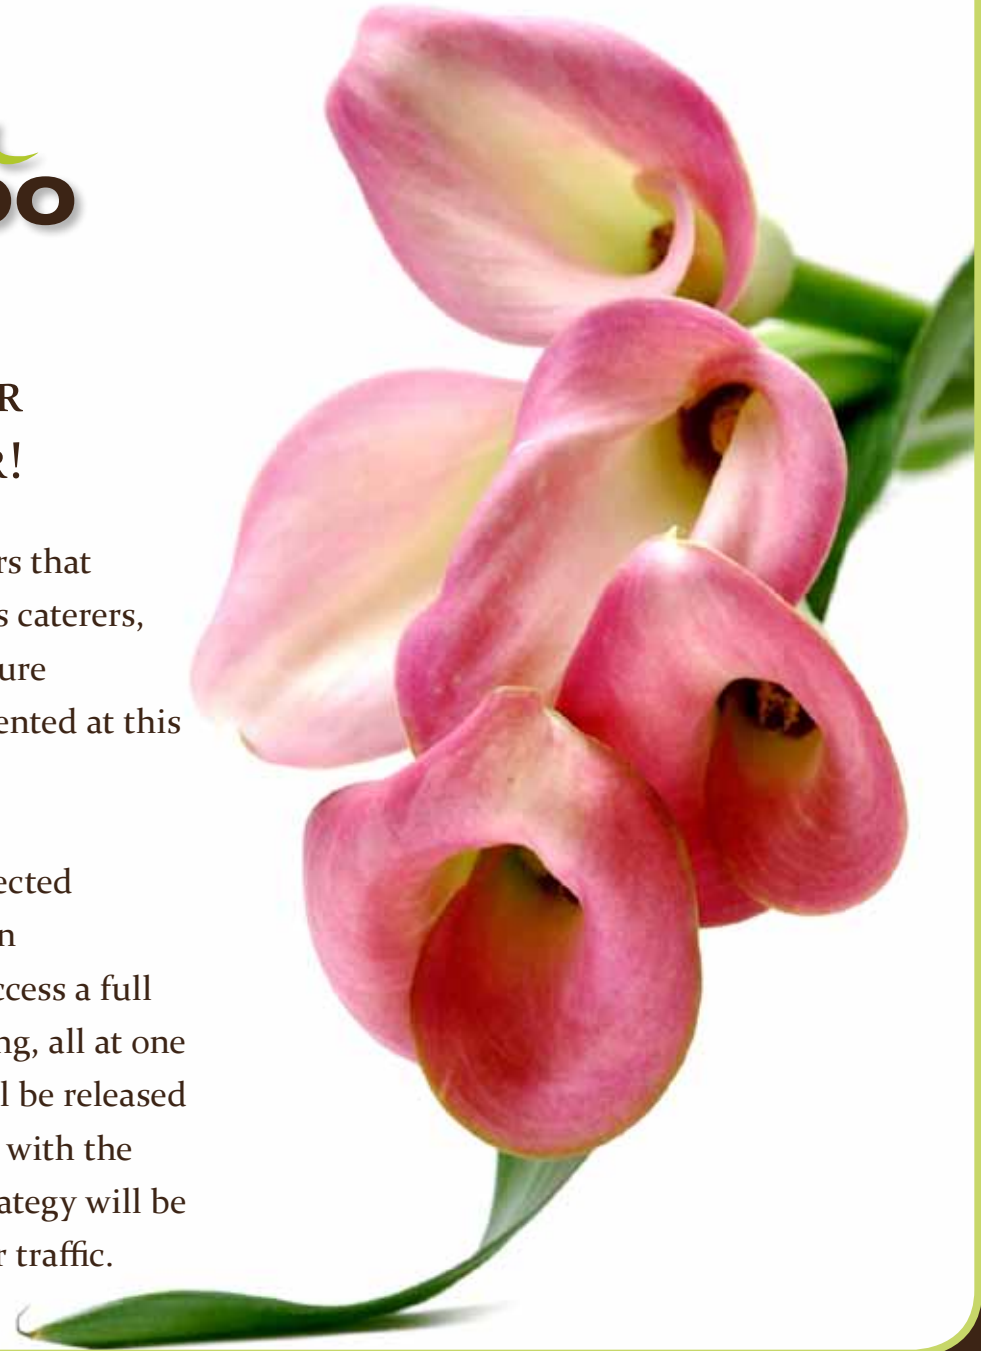 OO
R
R!
rs that
s caterers,
ure
ented at this
ected
n
ccess a full
ng, all at one
l be released
with the
ategy will be
r traffic.